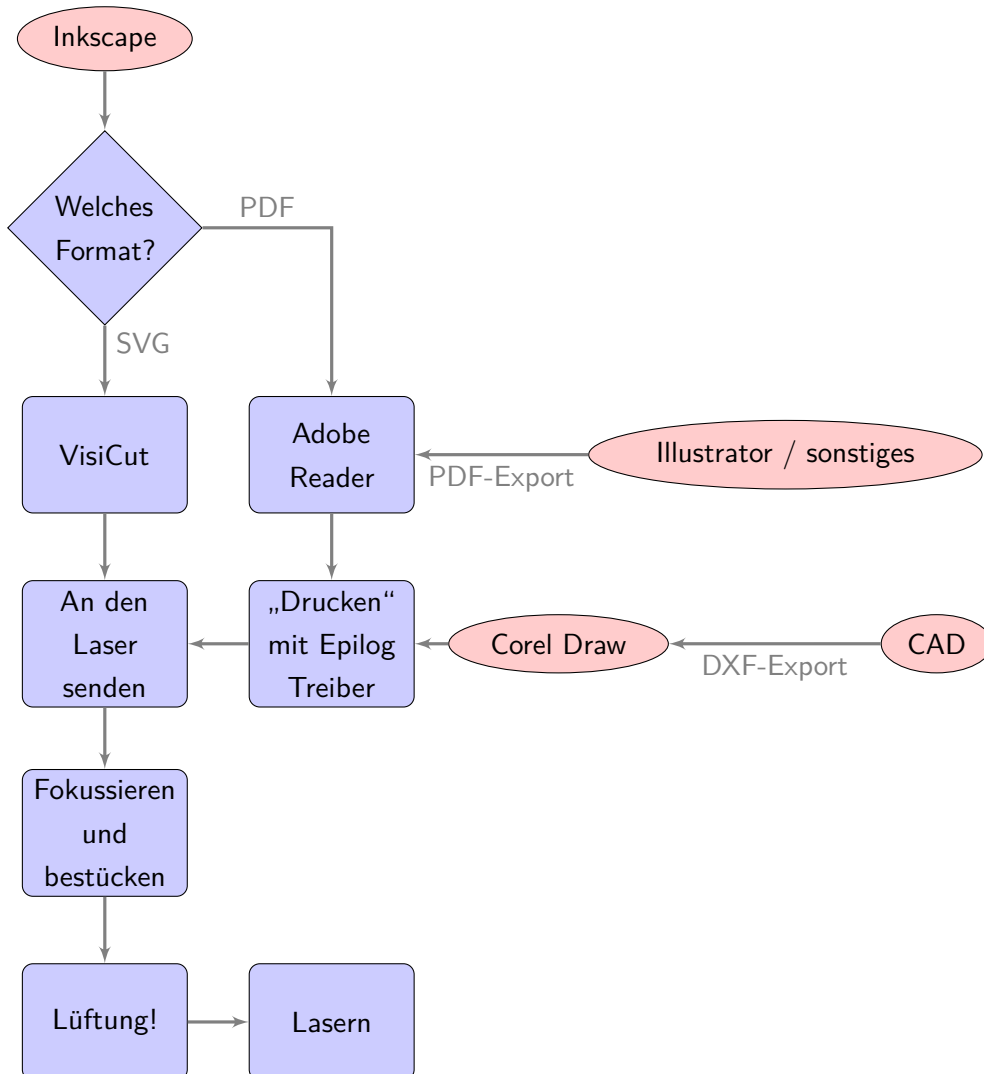 Inkscape
Welches
Format?
PDF
SVG
VisiCut
Adobe
Reader
PDF-Export
Illustrator / sonstiges
An den
Laser
senden
„Drucken“
mit Epilog
Treiber
Corel Draw
DXF-Export
CAD
Fokussieren
und
bestücken
Lüftung!
Lasern